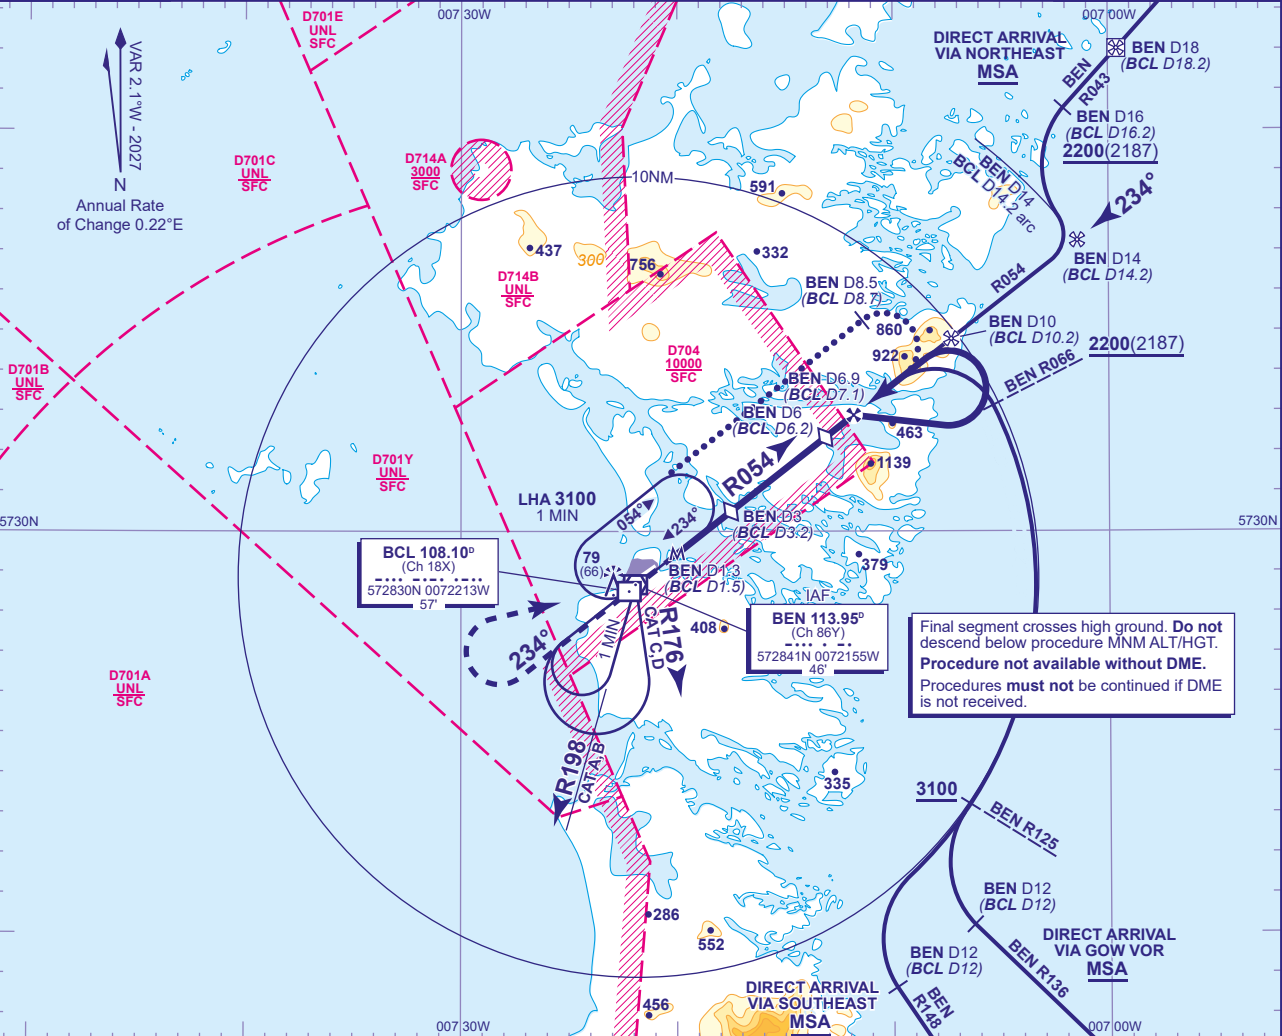 007 30W
007 00W
D701E
UNL
SFC
DIRECT ARRIVAL
VIA NORTHEAST
MSA
BEN D18
(BCL D18.2)
BEN
R043
VAR 2.1°W - 2027
N
Annual Rate
of Change 0.22°E
BEN D16
(BCL D16.2)
2200(2187)
D701C
UNL
SFC
D714A
3000
SFC
10NM
591
BEN D14
BCL D14.2 arc
234°
437
300
756
332
D714B
UNL
SFC
BEN D14
(BCL D14.2)
R054
BEN D8.5
(BCL D8.7)
860
BEN D10
(BCL D10.2)
2200(2187)
922
D704
10000
SFC
D701B
UNL
SFC
BEN R066
BEN D6.9
(BCL D7.1)
BEN D6
(BCL D6.2)
463
1139
D701Y
UNL
SFC
R054
LHA 3100
1 MIN
054°
234°
BEN D3
(BCL D3.2)
5730N
5730N
BCL 108.10ᴰ
(Ch 18X)
572830N 0072213W
57'
79
(66)
BEN D1.3
(BCL D1.5)
379
IAF
BEN 113.95ᴰ
(Ch 86Y)
572841N 0072155W
46'
408
R176
CAT C,D
1 MIN
234°
Final segment crosses high ground. Do not
descend below procedure MNM ALT/HGT.
Procedure not available without DME.
Procedures must not be continued if DME
is not received.
D701A
UNL
SFC
R198
CAT A,B
335
3100
BEN R125
286
552
BEN D12
(BCL D12)
DIRECT ARRIVAL
VIA GOW VOR
MSA
BEN R136
BEN D12
(BCL D12)
BEN
R148
DIRECT ARRIVAL
VIA SOUTHEAST
MSA
456
007 30W
007 00W